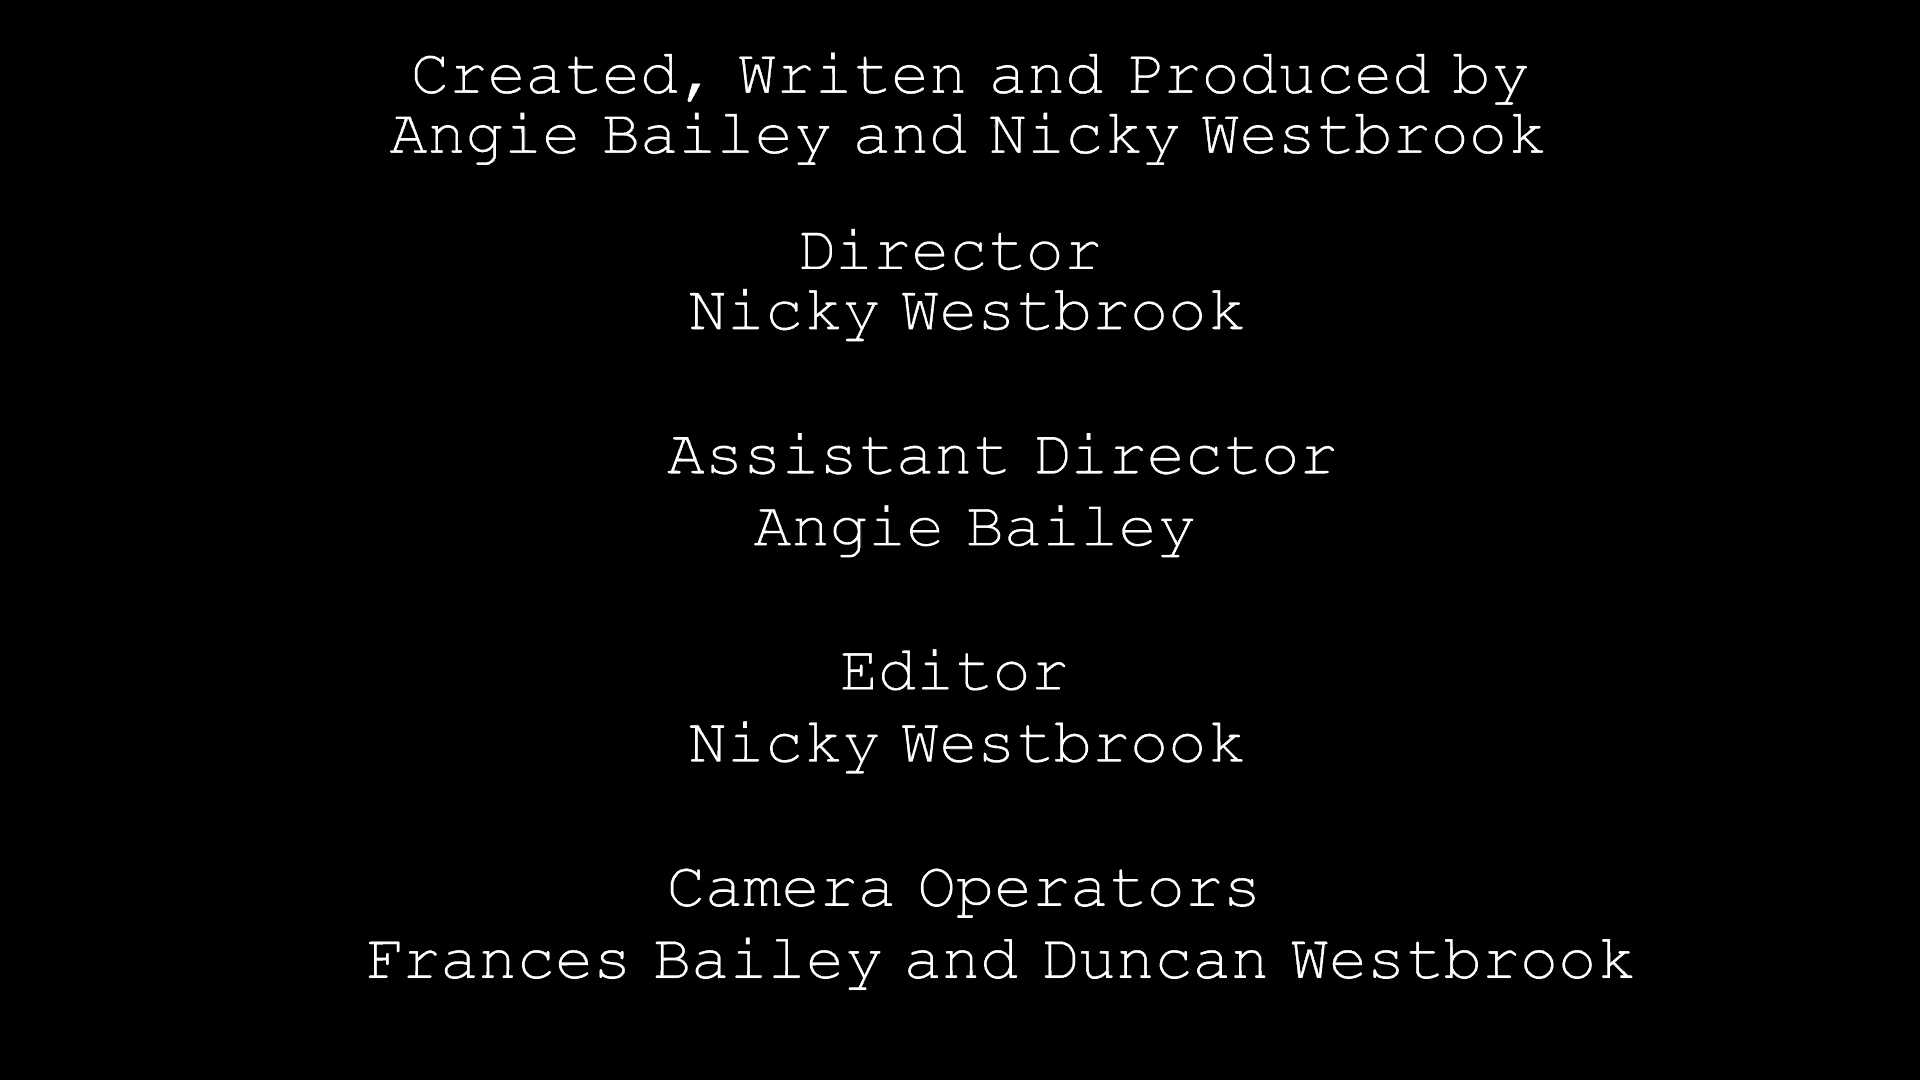 Created, Writen and Produced by
Angie Bailey and Nicky Westbrook
Director
Nicky Westbrook
Assistant Director
Angie Bailey
Editor
Nicky Westbrook
Camera Operators
Frances Bailey and Duncan Westbrook